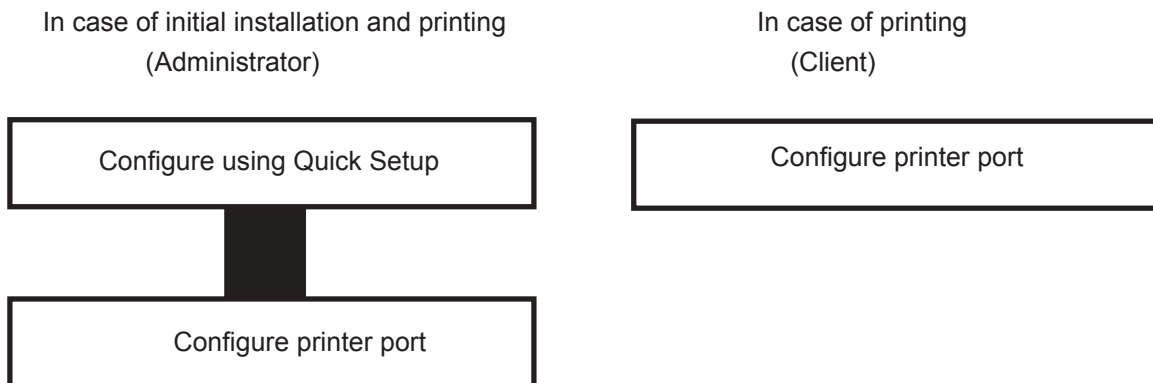 In case of initial installation and printing
(Administrator)
Configure using Quick Setup
Configure printer port
In case of printing
(Client)
Configure printer port